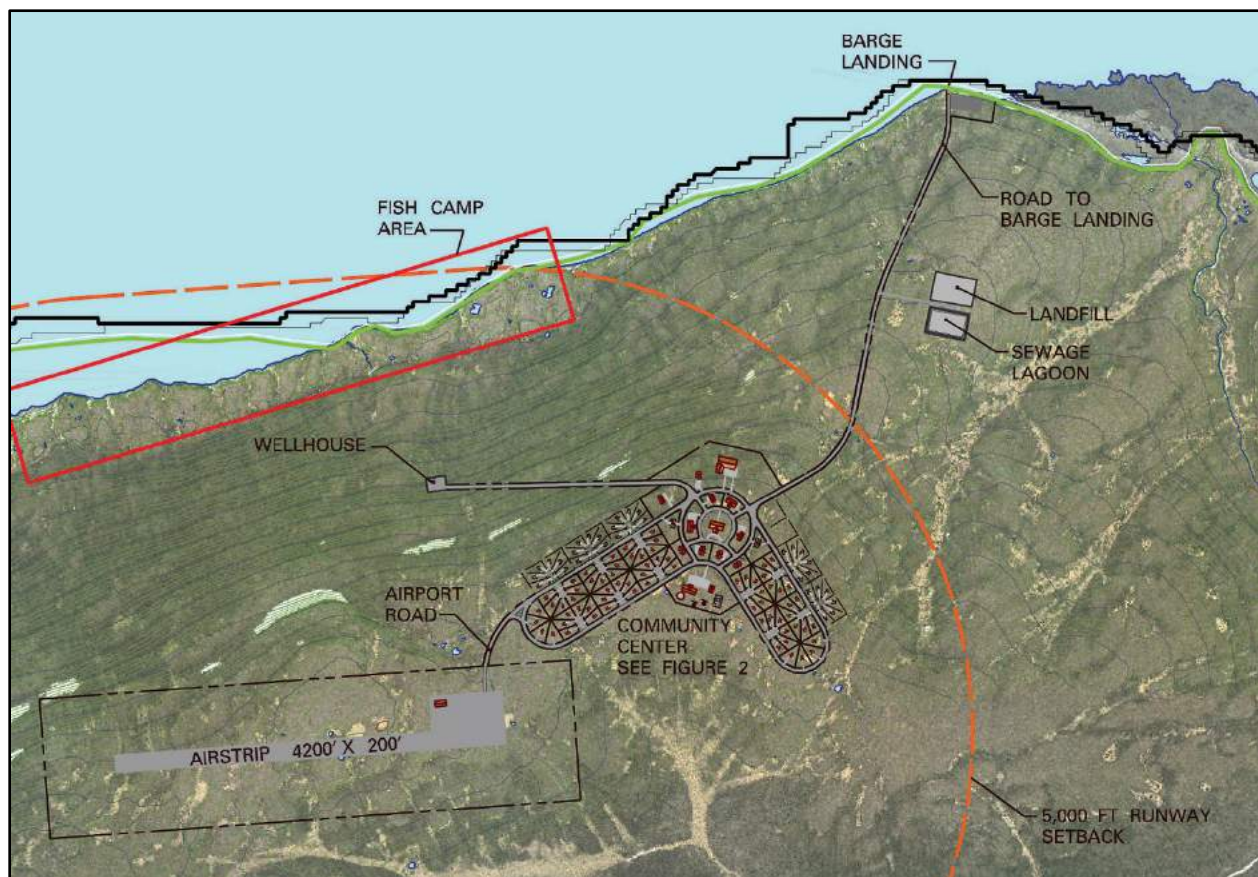 BARGE
LANDING
FISH CAMP
AREA
ROAD TO
BARGE LANDING
LANDFILL
SEWAGE
LAGOON
WELLHOUSE
AIRPORT
ROAD
COMMUNITY
CENTER
SEE FIGURE 2
AIRSTRIP 4200' X 200'
5,000 FT RUNWAY
SETBACK